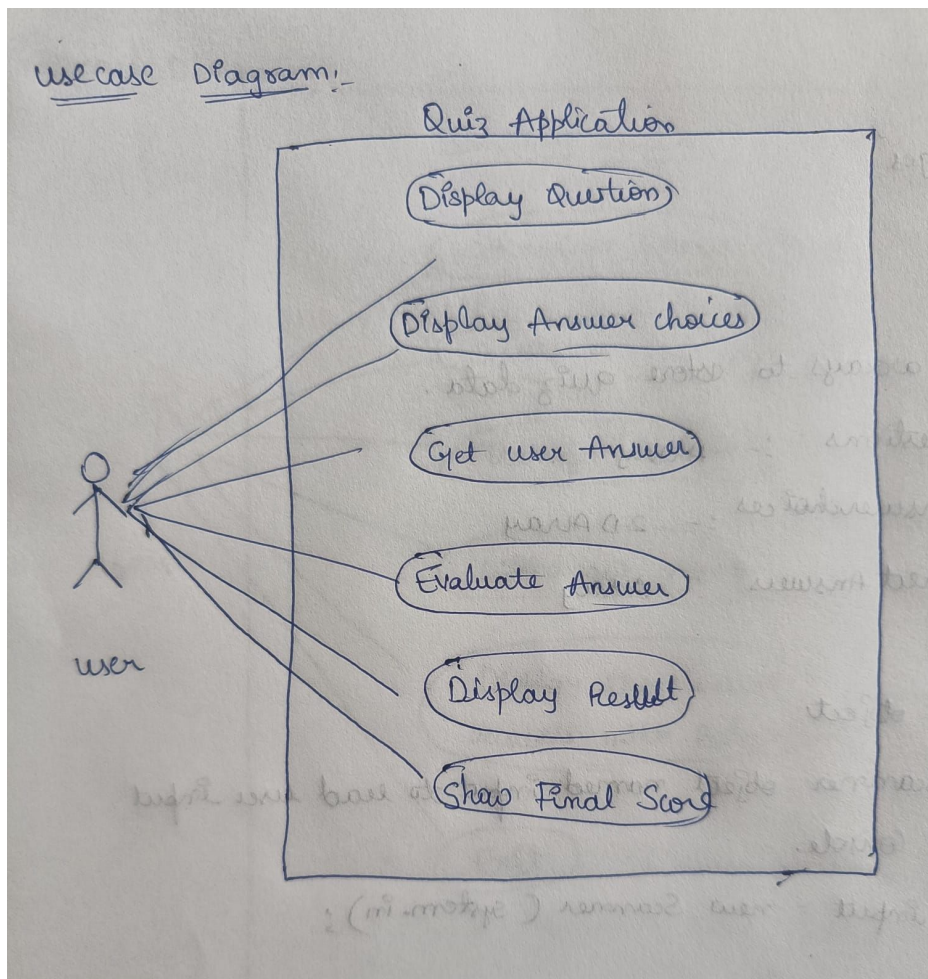 usecase Diagram:
Quiz Application
Display Question
Display Answer choices
Get user Answer
Evaluate Answer
Display Result
Show Final Score
user